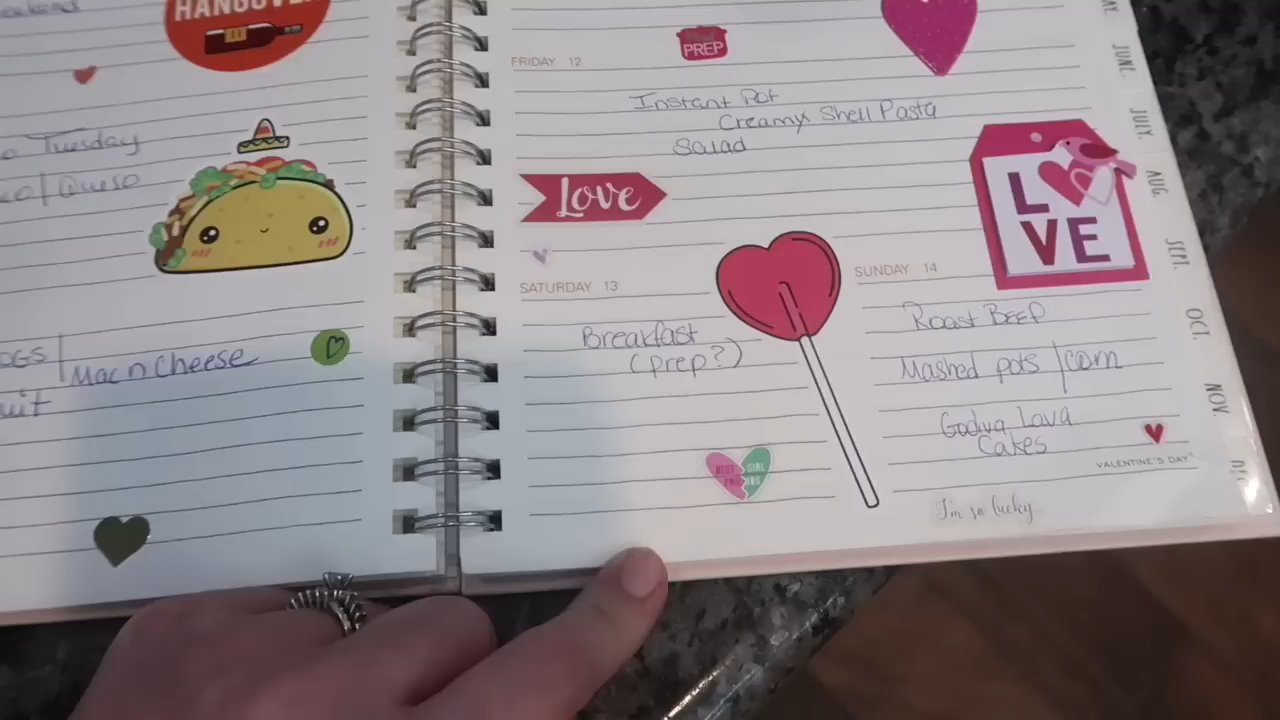 HANGOVER
Tuesday
Queso
Mac n Cheese
PREP
FRIDAY 12
Instant Pot
Creamy Shell Pasta
Salad
Love
LOVE
SATURDAY 13
Breakfast
(prep?)
SUNDAY 14
Roast Beef
Mashed pots / corn
Godiva Lava
Cakes
VALENTINE'S DAY
I'm so lucky
JUNE.
JULY.
AUG.
SEPT.
OCT.
NOV.